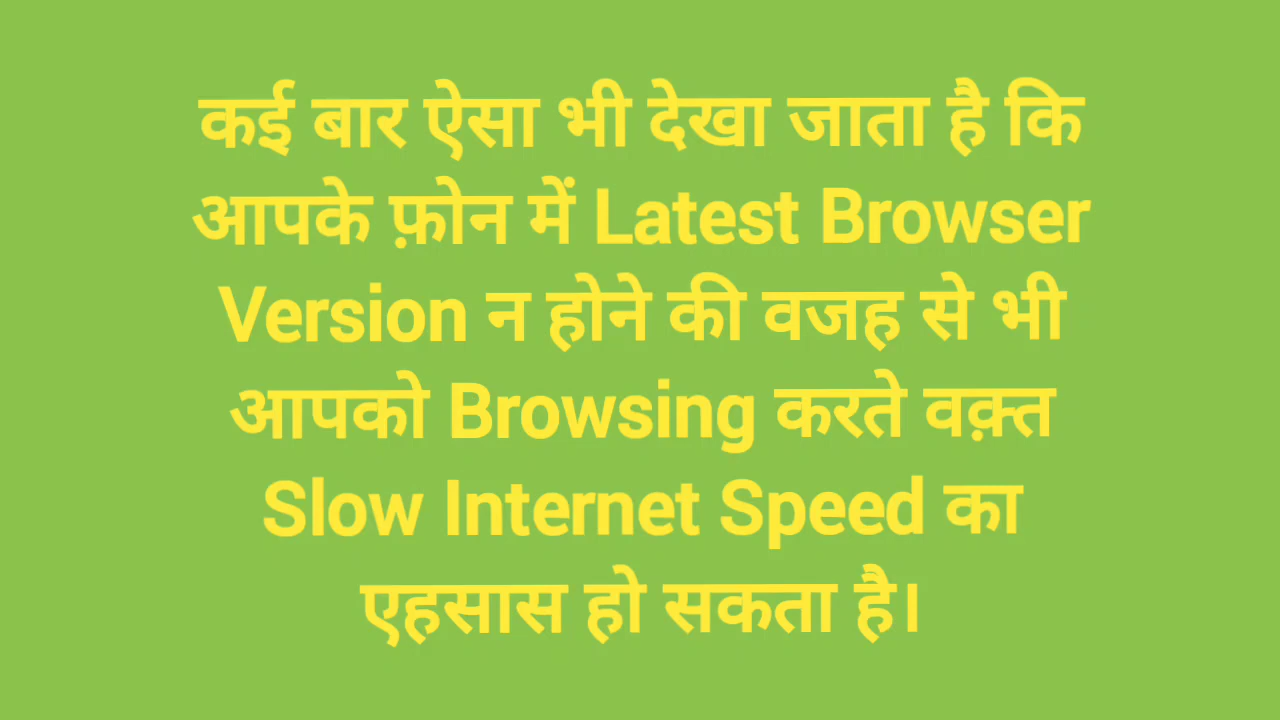 कई बार ऐसा भी देखा जाता है कि
आपके फ़ोन में Latest Browser
Version न होने की वजह से भी
आपको Browsing करते वक़्त
Slow Internet Speed का
एहसास हो सकता है।